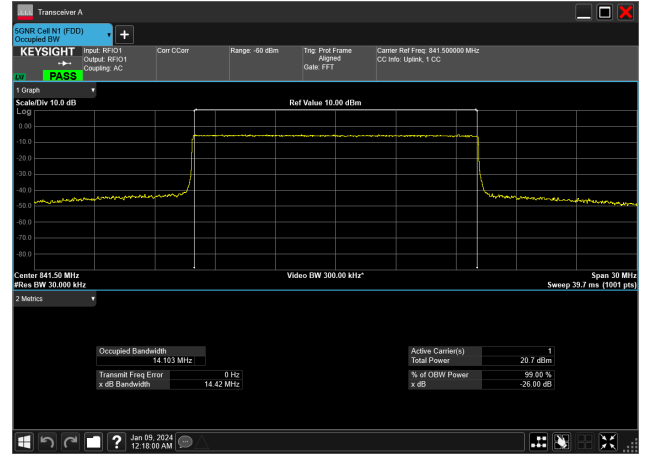 Transceiver A
5GNR Cell N1 (FDD)
Occupied BW
KEYSIGHT
LVI
PASS
Input: RFIO1
Output: RFIO1
Coupling: AC
Corr CCorr
Range: -60 dBm
Trig: Prot Frame
Aligned
Gate: FFT
Carrier Ref Freq: 841.500000 MHz
CC Info: Uplink, 1 CC
1 Graph
Scale/Div 10.0 dB
Ref Value 10.00 dBm
Log
0.00
-10.0
-20.0
-30.0
-40.0
-50.0
-60.0
-70.0
-80.0
Center 841.50 MHz
Video BW 300.00 kHz*
Span 30 MHz
#Res BW 30.000 kHz
Sweep 39.7 ms (1001 pts)
2 Metrics
Occupied Bandwidth
14.103 MHz
Active Carrier(s) 1
Total Power 20.7 dBm
Transmit Freq Error 0 Hz
x dB Bandwidth 14.42 MHz
% of OBW Power 99.00 %
x dB -26.00 dB
?
Jan 09, 2024
12:18:00 AM